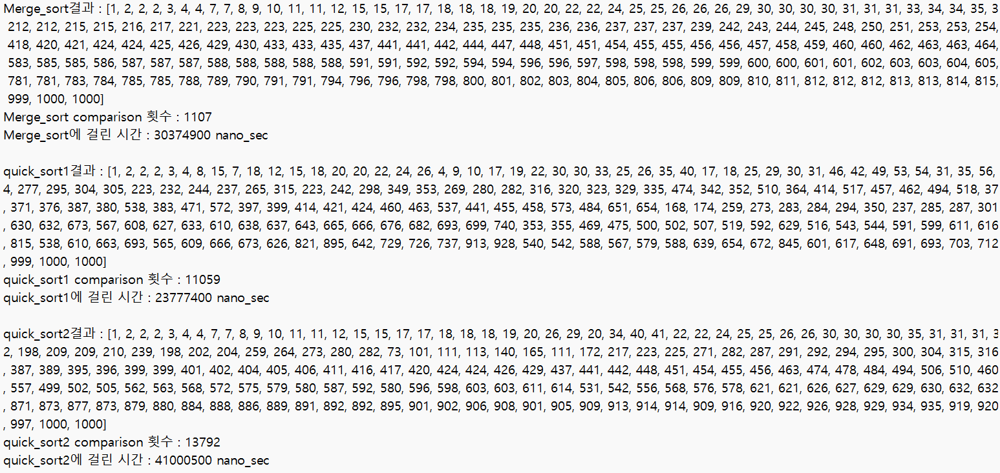 Merge_sort결과 : [1, 2, 2, 2, 3, 4, 4, 7, 7, 8, 9, 10, 11, 11, 12, 15, 15, 17, 17, 18, 18, 18, 19, 20, 20, 22, 22, 24, 25, 25, 26, 26, 26, 29, 30, 30, 30, 30, 31, 31, 31, 33, 34, 34, 35, 3
212, 212, 215, 215, 216, 217, 221, 223, 223, 223, 225, 225, 230, 232, 232, 234, 235, 235, 235, 236, 236, 237, 237, 237, 239, 242, 243, 244, 245, 248, 250, 251, 253, 253, 254,
418, 420, 421, 424, 424, 425, 426, 429, 430, 433, 433, 435, 437, 441, 441, 442, 444, 447, 448, 451, 451, 454, 455, 455, 456, 456, 457, 458, 459, 460, 460, 462, 463, 463, 464,
583, 585, 585, 586, 587, 587, 587, 588, 588, 588, 588, 588, 591, 591, 592, 592, 594, 594, 596, 596, 597, 598, 598, 598, 599, 599, 600, 600, 601, 601, 602, 603, 603, 604, 605,
781, 781, 783, 784, 785, 785, 788, 789, 790, 791, 791, 794, 796, 796, 798, 798, 800, 801, 802, 803, 804, 805, 806, 806, 809, 809, 810, 811, 812, 812, 812, 813, 813, 814, 815,
999, 1000, 1000]
Merge_sort comparison 횟수 : 1107
Merge_sort에 걸린 시간 : 30374900 nano_sec
quick_sort1결과 : [1, 2, 2, 2, 3, 4, 8, 15, 7, 18, 12, 15, 18, 20, 20, 22, 24, 26, 4, 9, 10, 17, 19, 22, 30, 30, 33, 25, 26, 35, 40, 17, 18, 25, 29, 30, 31, 46, 42, 49, 53, 54, 31, 35, 56,
4, 277, 295, 304, 305, 223, 232, 244, 237, 265, 315, 223, 242, 298, 349, 353, 269, 280, 282, 316, 320, 323, 329, 335, 474, 342, 352, 510, 364, 414, 517, 457, 462, 494, 518, 37
, 371, 376, 387, 380, 538, 383, 471, 572, 397, 399, 414, 421, 424, 460, 463, 537, 441, 455, 458, 573, 484, 651, 654, 168, 174, 259, 273, 283, 284, 294, 350, 237, 285, 287, 301
, 630, 632, 673, 567, 608, 627, 633, 610, 638, 637, 643, 665, 666, 676, 682, 693, 699, 740, 353, 355, 469, 475, 500, 502, 507, 519, 592, 629, 516, 543, 544, 591, 599, 611, 616
, 815, 538, 610, 663, 693, 565, 609, 666, 673, 626, 821, 895, 642, 729, 726, 737, 913, 928, 540, 542, 588, 567, 579, 588, 639, 654, 672, 845, 601, 617, 648, 691, 693, 703, 712
, 999, 1000, 1000]
quick_sort1 comparison 횟수 : 11059
quick_sort1에 걸린 시간 : 23777400 nano_sec
quick_sort2결과 : [1, 2, 2, 2, 3, 4, 4, 7, 7, 8, 9, 10, 11, 11, 12, 15, 15, 17, 17, 18, 18, 18, 19, 20, 26, 29, 20, 34, 40, 41, 22, 22, 24, 25, 25, 26, 26, 30, 30, 30, 30, 35, 31, 31, 31, 3
2, 198, 209, 209, 210, 239, 198, 202, 204, 259, 264, 273, 280, 282, 73, 101, 111, 113, 140, 165, 111, 172, 217, 223, 225, 271, 282, 287, 291, 292, 294, 295, 300, 304, 315, 316
, 387, 389, 395, 396, 399, 399, 401, 402, 404, 405, 406, 411, 416, 417, 420, 424, 424, 426, 429, 437, 441, 442, 448, 451, 454, 455, 456, 463, 474, 478, 484, 494, 506, 510, 460
, 557, 499, 502, 505, 562, 563, 568, 572, 575, 579, 580, 587, 592, 580, 596, 598, 603, 603, 611, 614, 531, 542, 556, 568, 576, 578, 621, 621, 626, 627, 629, 629, 630, 632, 632
, 871, 873, 877, 873, 879, 880, 884, 888, 886, 889, 891, 892, 892, 895, 901, 902, 906, 908, 901, 905, 909, 913, 914, 914, 909, 916, 920, 922, 926, 928, 929, 934, 935, 919, 920
, 997, 1000, 1000]
quick_sort2 comparison 횟수 : 13792
quick_sort2에 걸린 시간 : 41000500 nano_sec